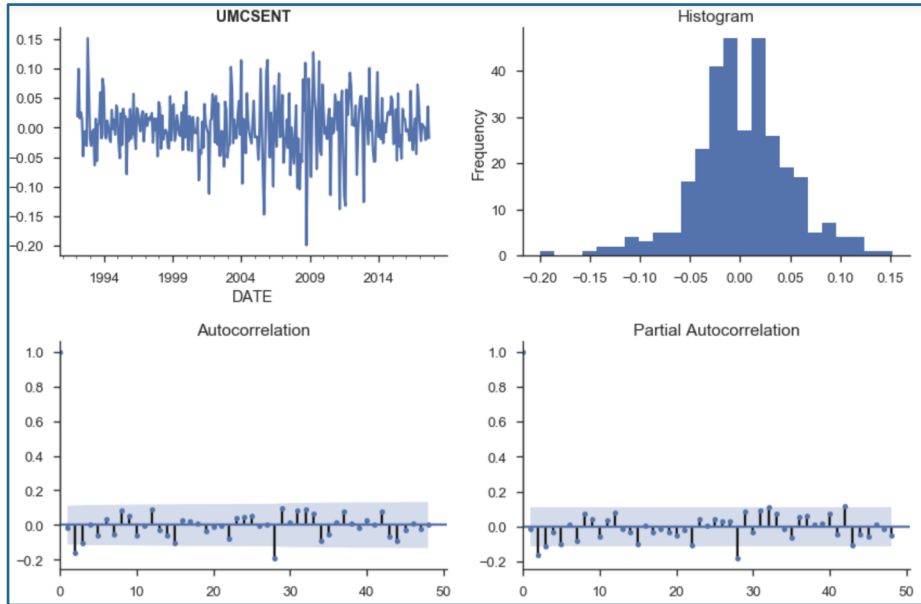 UMCSENT
0.15
0.10
0.05
0.00
−0.05
−0.10
−0.15
−0.20
1994 1999 2004 2009 2014
DATE
Histogram
Frequency
40
30
20
10
0
−0.20 −0.15 −0.10 −0.05 0.00 0.05 0.10 0.15
Autocorrelation
1.0
0.8
0.6
0.4
0.2
0.0
−0.2
0 10 20 30 40 50
Partial Autocorrelation
1.0
0.8
0.6
0.4
0.2
0.0
−0.2
0 10 20 30 40 50